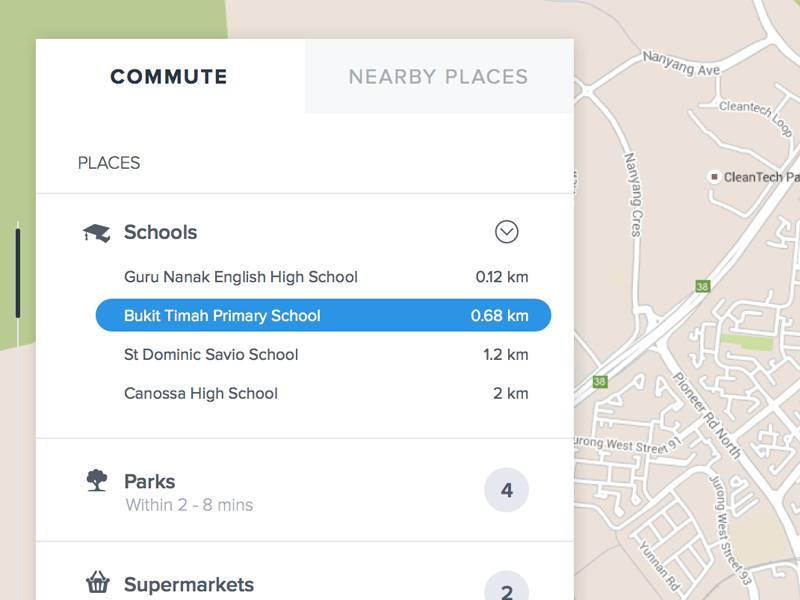 COMMUTE
NEARBY PLACES
PLACES
Schools
Guru Nanak English High School 0.12 km
Bukit Timah Primary School 0.68 km
St Dominic Savio School 1.2 km
Canossa High School 2 km
Parks
Within 2 - 8 mins
4
Supermarkets
2
Nanyang Ave
Cleantech Loop
Nanyang Cres
CleanTech Pa
38
38
Pioneer Rd North
urong West Street 91
Jurong West Street 93
Yunnan Rd